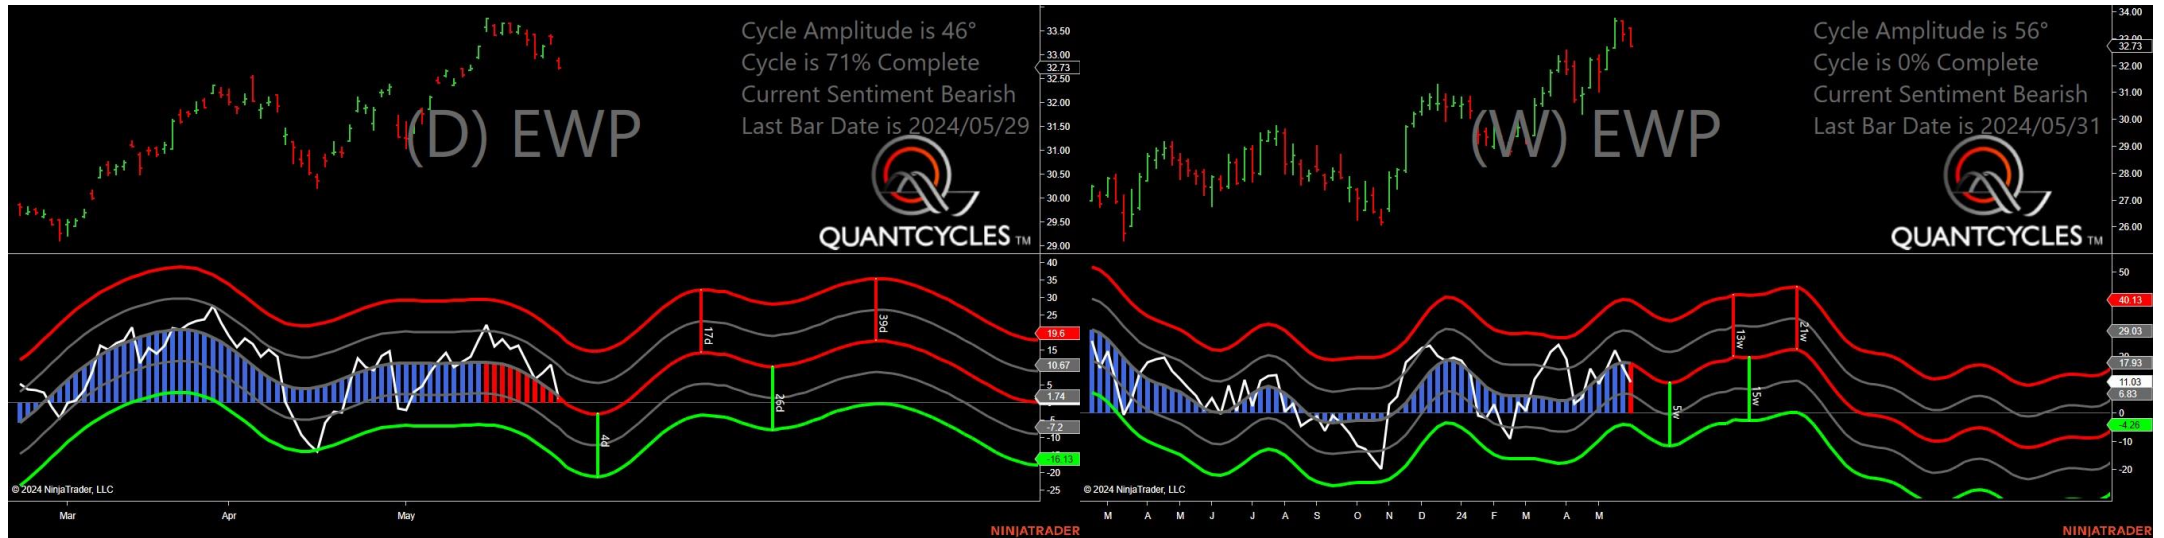 Cycle Amplitude is 46°
Cycle is 71% Complete
Current Sentiment Bearish
Last Bar Date is 2024/05/29
(D) EWP
QUANTCYCLES TM
33.50
33.00
32.73
32.50
32.00
31.50
31.00
30.50
30.00
29.50
29.00
40
35
30
25
19.6
15
10.67
5
1.74
-7.2
-10
-16.13
-20
-25
17d
39d
26d
4d
© 2024 NinjaTrader, LLC
Mar
Apr
May
NINJATRADER
Cycle Amplitude is 56°
Cycle is 0% Complete
Current Sentiment Bearish
Last Bar Date is 2024/05/31
(W) EWP
QUANTCYCLES TM
34.00
33.00
32.73
32.00
31.00
30.00
29.00
28.00
27.00
26.00
50
40.13
29.03
20
17.93
11.03
6.83
0
-4.26
-10
-20
13w
21w
5w
15w
© 2024 NinjaTrader, LLC
M A M J J A S O N D 24 F M A M
NINJATRADER